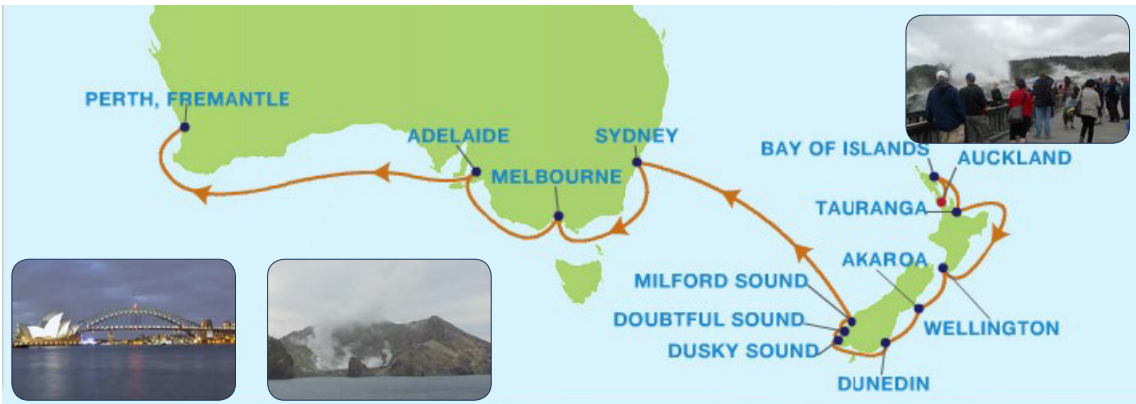 PERTH, FREMANTLE
ADELAIDE
SYDNEY
MELBOURNE
BAY OF ISLANDS
AUCKLAND
TAURANGA
AKAROA
MILFORD SOUND
DOUBTFUL SOUND
WELLINGTON
DUSKY SOUND
DUNEDIN